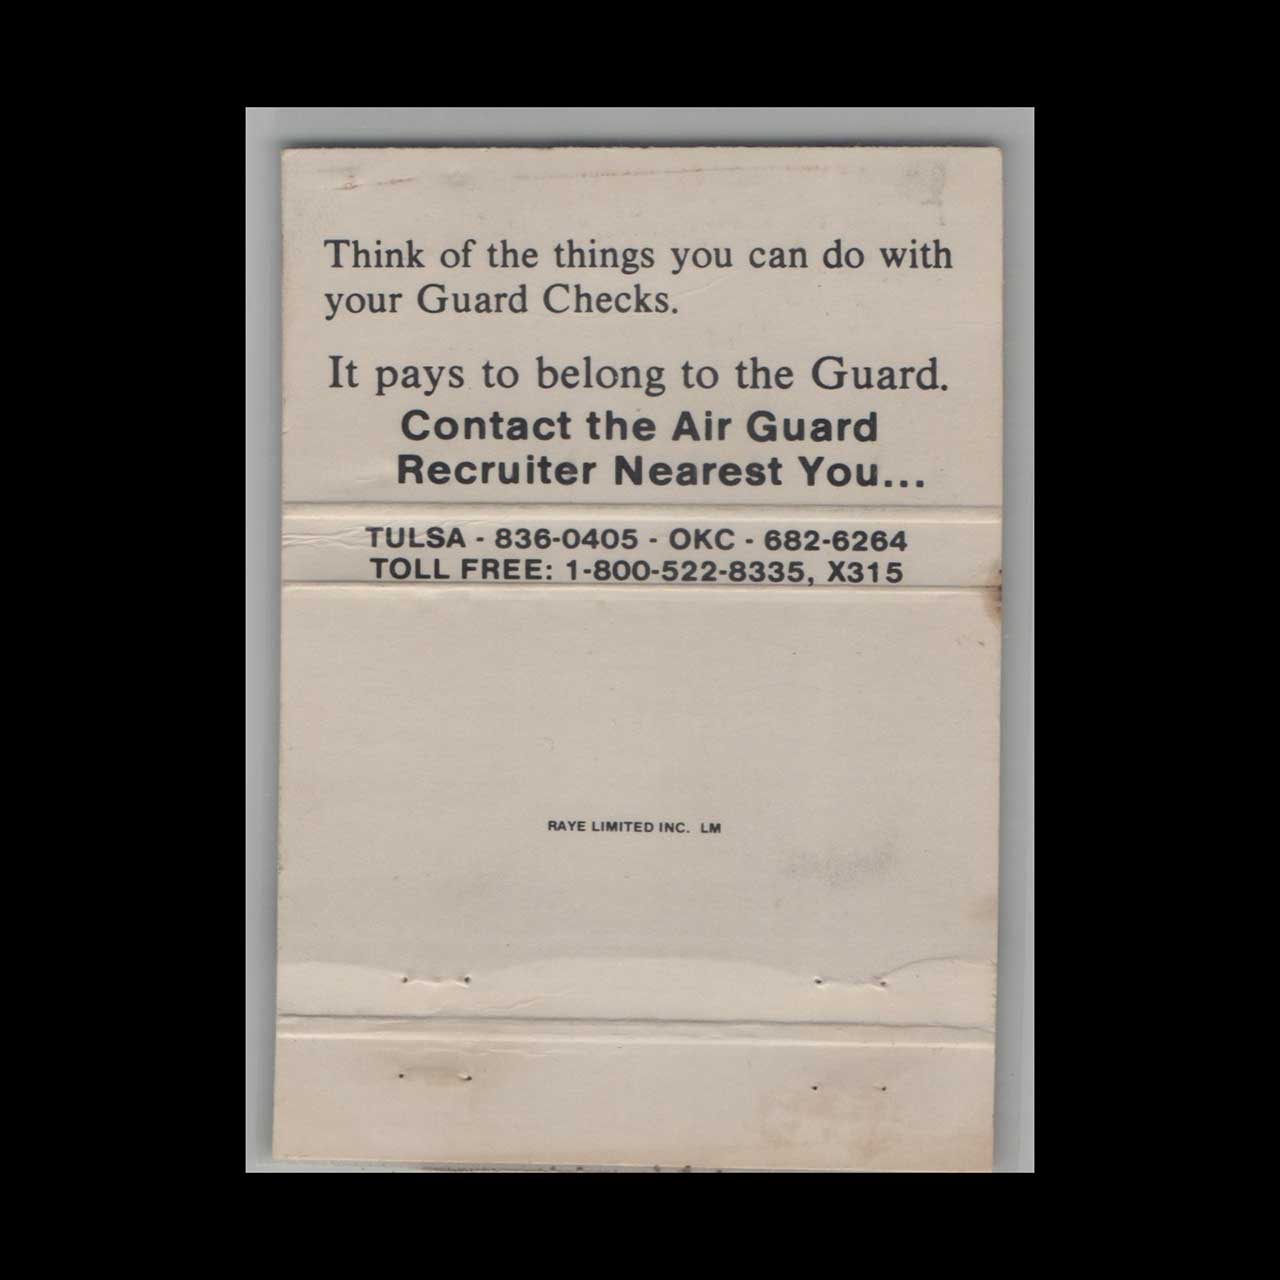 Think of the things you can do with
your Guard Checks.
It pays to belong to the Guard.
Contact the Air Guard
Recruiter Nearest You...
TULSA - 836-0405 - OKC - 682-6264
TOLL FREE: 1-800-522-8335, X315
RAYE LIMITED INC. LM